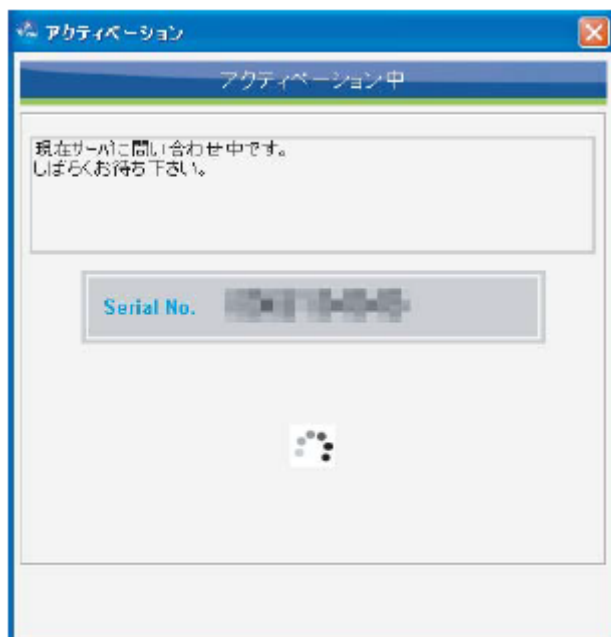 アクティベーション
アクティベーション中
現在サーバに問い合わせ中です。
しばらくお待ち下さい。
Serial No.